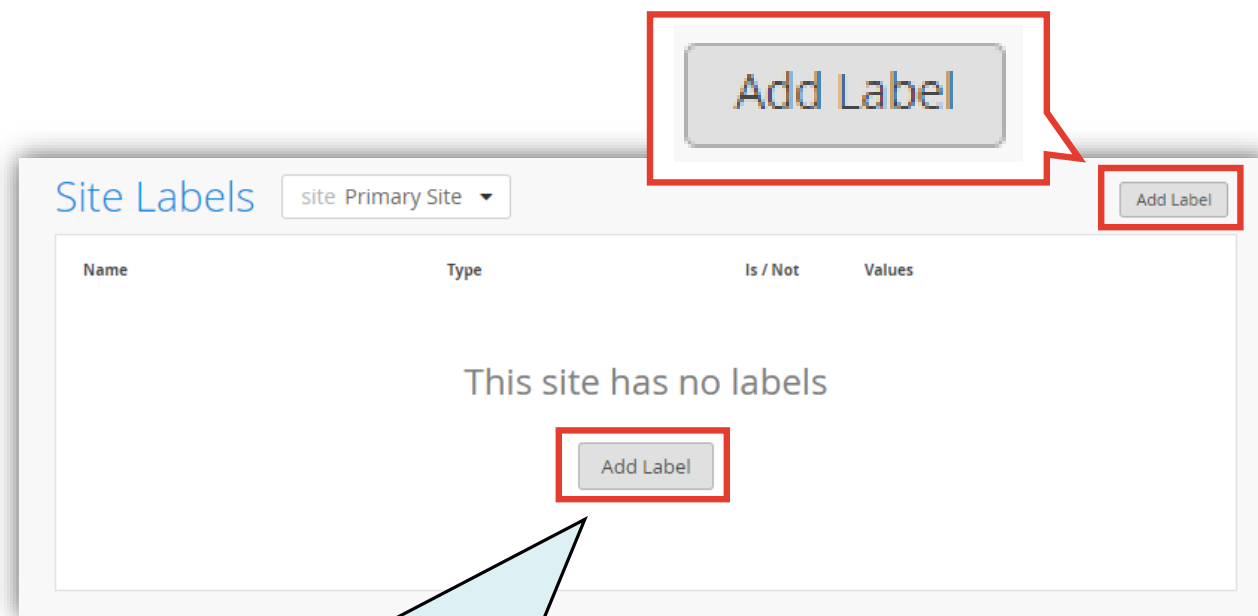 Add Label
Site Labels site Primary Site Add Label
Name Type Is / Not Values
This site has no labels
Add Label